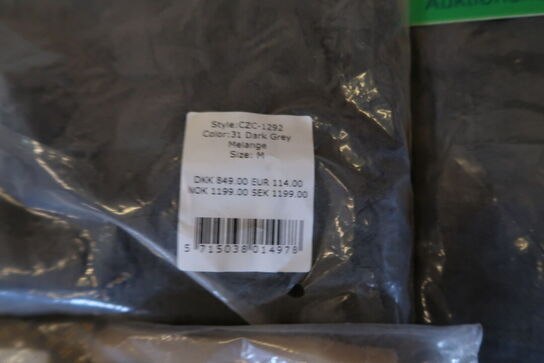 Auktions
Style:CZC-1292
Color:31 Dark Grey
Melange
Size: M
DKK 849.00 EUR 114.00
NOK 1199.00 SEK 1199.00
5 715038 014978